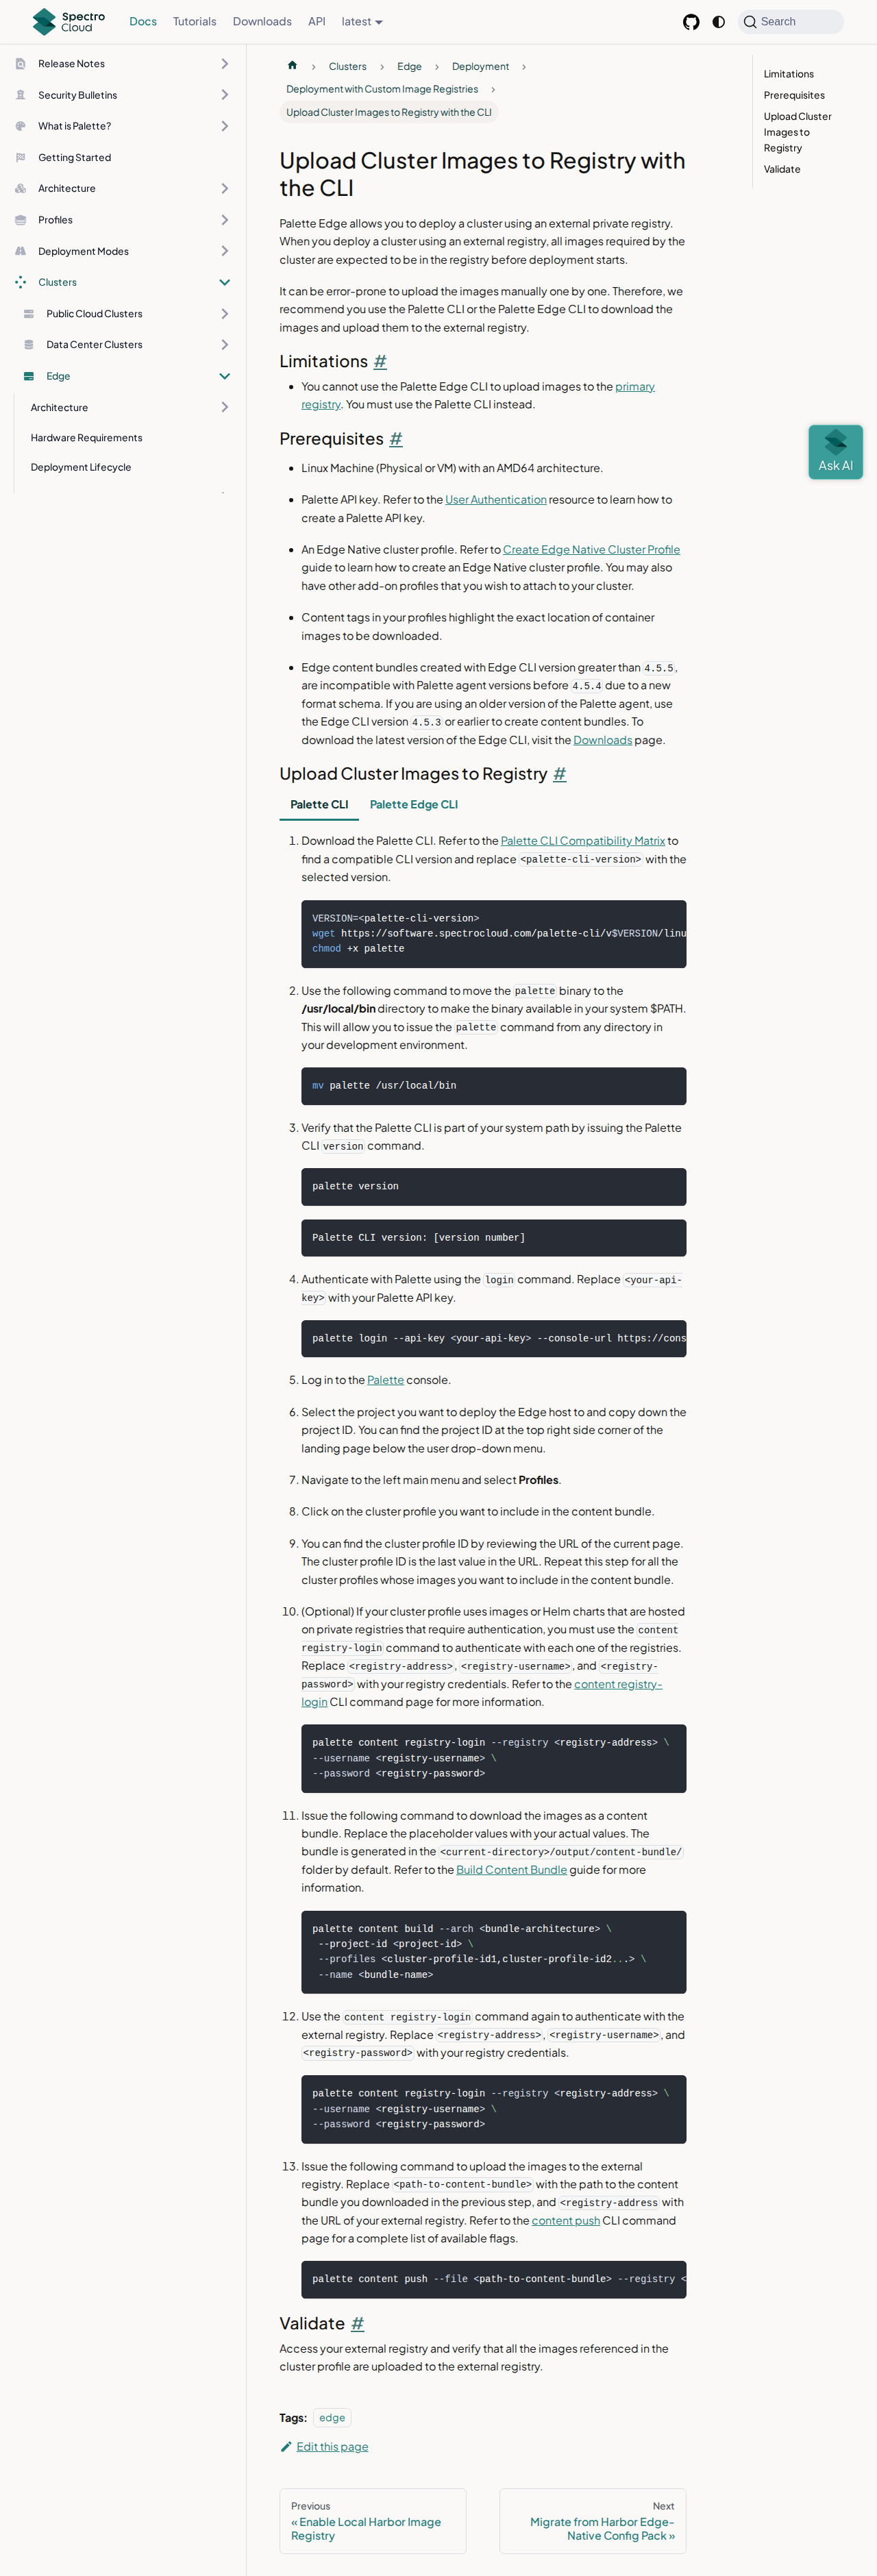 Spectro Cloud
Docs
Tutorials
Downloads
API
latest
Search
Release Notes
Security Bulletins
What is Palette?
Getting Started
Architecture
Profiles
Deployment Modes
Clusters
Public Cloud Clusters
Data Center Clusters
Edge
Architecture
Hardware Requirements
Deployment Lifecycle
Clusters
Edge
Deployment
Deployment with Custom Image Registries
Upload Cluster Images to Registry with the CLI
Upload Cluster Images to Registry with
the CLI
Palette Edge allows you to deploy a cluster using an external private registry.
When you deploy a cluster using an external registry, all images required by the
cluster are expected to be in the registry before deployment starts.
It can be error-prone to upload the images manually one by one. Therefore, we
recommend you use the Palette CLI or the Palette Edge CLI to download the
images and upload them to the external registry.
Limitations #
• You cannot use the Palette Edge CLI to upload images to the primary
registry. You must use the Palette CLI instead.
Prerequisites #
• Linux Machine (Physical or VM) with an AMD64 architecture.
• Palette API key. Refer to the User Authentication resource to learn how to
create a Palette API key.
• An Edge Native cluster profile. Refer to Create Edge Native Cluster Profile
guide to learn how to create an Edge Native cluster profile. You may also
have other add-on profiles that you wish to attach to your cluster.
• Content tags in your profiles highlight the exact location of container
images to be downloaded.
• Edge content bundles created with Edge CLI version greater than 4.5.5,
are incompatible with Palette agent versions before 4.5.4 due to a new
format schema. If you are using an older version of the Palette agent, use
the Edge CLI version 4.5.3 or earlier to create content bundles. To
download the latest version of the Edge CLI, visit the Downloads page.
Upload Cluster Images to Registry #
Palette CLI
Palette Edge CLI
1. Download the Palette CLI. Refer to the Palette CLI Compatibility Matrix to
find a compatible CLI version and replace <palette-cli-version> with the
selected version.
VERSION=<palette-cli-version>
wget https://software.spectrocloud.com/palette-cli/v$VERSION/linu
chmod +x palette
2. Use the following command to move the palette binary to the
/usr/local/bin directory to make the binary available in your system $PATH.
This will allow you to issue the palette command from any directory in
your development environment.
mv palette /usr/local/bin
3. Verify that the Palette CLI is part of your system path by issuing the Palette
CLI version command.
palette version
Palette CLI version: [version number]
4. Authenticate with Palette using the login command. Replace <your-api-
key> with your Palette API key.
palette login --api-key <your-api-key> --console-url https://cons
5. Log in to the Palette console.
6. Select the project you want to deploy the Edge host to and copy down the
project ID. You can find the project ID at the top right side corner of the
landing page below the user drop-down menu.
7. Navigate to the left main menu and select Profiles.
8. Click on the cluster profile you want to include in the content bundle.
9. You can find the cluster profile ID by reviewing the URL of the current page.
The cluster profile ID is the last value in the URL. Repeat this step for all the
cluster profiles whose images you want to include in the content bundle.
10. (Optional) If your cluster profile uses images or Helm charts that are hosted
on private registries that require authentication, you must use the content
registry-login command to authenticate with each one of the registries.
Replace <registry-address>, <registry-username>, and <registry-
password> with your registry credentials. Refer to the content registry-
login CLI command page for more information.
palette content registry-login --registry <registry-address> \
--username <registry-username> \
--password <registry-password>
11. Issue the following command to download the images as a content
bundle. Replace the placeholder values with your actual values. The
bundle is generated in the <current-directory>/output/content-bundle/
folder by default. Refer to the Build Content Bundle guide for more
information.
palette content build --arch <bundle-architecture> \
--project-id <project-id> \
--profiles <cluster-profile-id1,cluster-profile-id2...> \
--name <bundle-name>
12. Use the content registry-login command again to authenticate with the
external registry. Replace <registry-address>, <registry-username>, and
<registry-password> with your registry credentials.
palette content registry-login --registry <registry-address> \
--username <registry-username> \
--password <registry-password>
13. Issue the following command to upload the images to the external
registry. Replace <path-to-content-bundle> with the path to the content
bundle you downloaded in the previous step, and <registry-address with
the URL of your external registry. Refer to the content push CLI command
page for a complete list of available flags.
palette content push --file <path-to-content-bundle> --registry <
Validate #
Access your external registry and verify that all the images referenced in the
cluster profile are uploaded to the external registry.
Tags: edge
Edit this page
Previous
« Enable Local Harbor Image
Registry
Next
Migrate from Harbor Edge-
Native Config Pack »
Limitations
Prerequisites
Upload Cluster
Images to
Registry
Validate
Ask AI